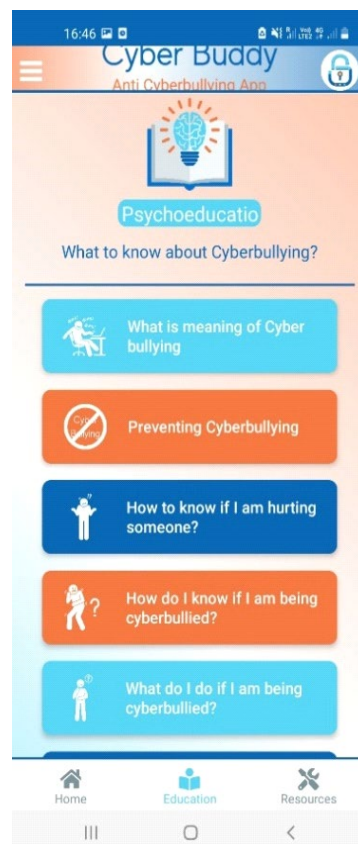 16:46
Cyber Buddy
Anti Cyberbullying App
Psychoeducatio
What to know about Cyberbullying?
What is meaning of Cyber
bullying
Cyber
Bullying
Preventing Cyberbullying
How to know if I am hurting
someone?
How do I know if I am being
cyberbullied?
What do I do if I am being
cyberbullied?
Home
Education
Resources